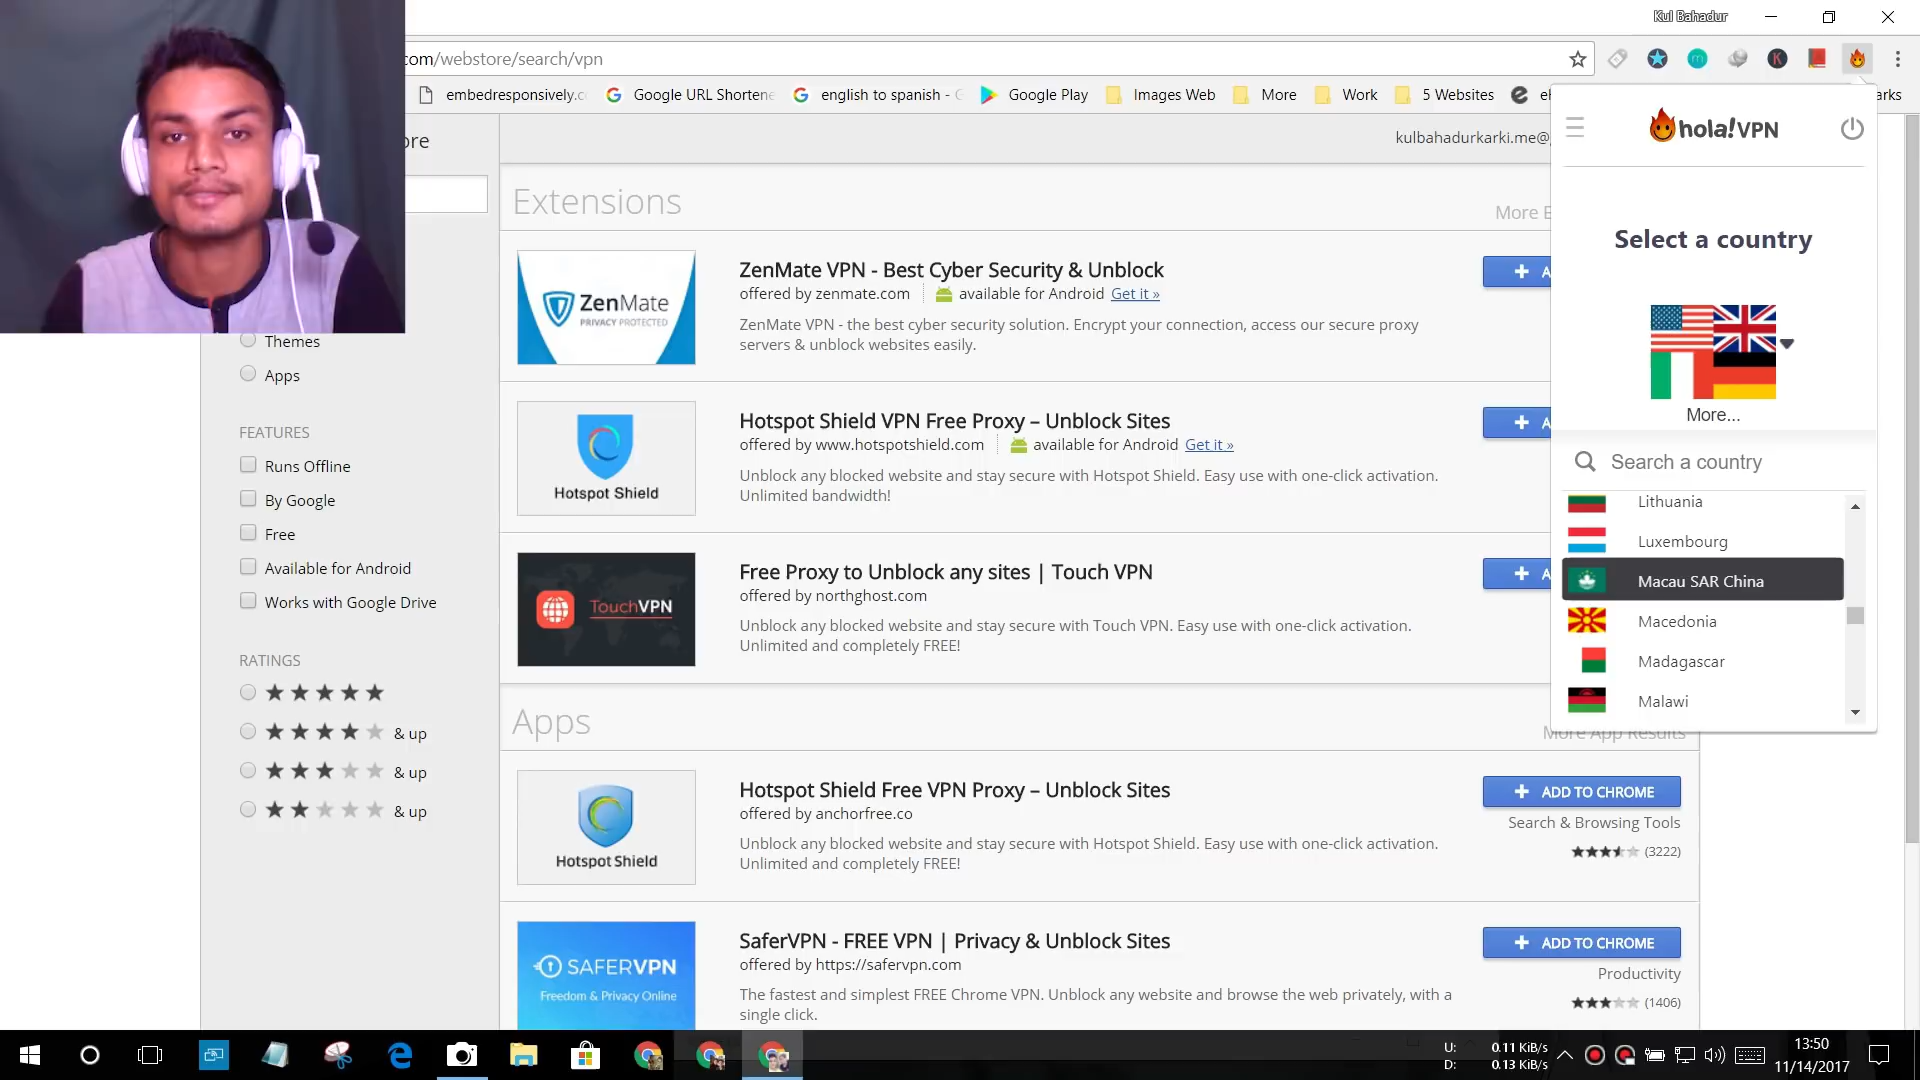 Kul Bahadur
com/webstore/search/vpn
embedresponsively.c
Google URL Shortene
english to spanish - G
Google Play
Images Web
More
Work
5 Websites
arks
ore
kulbahadurkarki.me@
Extensions
More E
ZenMate
PRIVACY PROTECTED
ZenMate VPN - Best Cyber Security & Unblock
offered by zenmate.com
available for Android Get it »
ZenMate VPN - the best cyber security solution. Encrypt your connection, access our secure proxy
servers & unblock websites easily.
Hotspot Shield
Hotspot Shield VPN Free Proxy – Unblock Sites
offered by www.hotspotshield.com
available for Android Get it »
Unblock any blocked website and stay secure with Hotspot Shield. Easy use with one-click activation.
Unlimited bandwidth!
TouchVPN
Free Proxy to Unblock any sites | Touch VPN
offered by northghost.com
Unblock any blocked website and stay secure with Touch VPN. Easy use with one-click activation.
Unlimited and completely FREE!
Themes
Apps
FEATURES
Runs Offline
By Google
Free
Available for Android
Works with Google Drive
RATINGS
& up
& up
& up
Apps
More App Results
Hotspot Shield
Hotspot Shield Free VPN Proxy – Unblock Sites
offered by anchorfree.co
Unblock any blocked website and stay secure with Hotspot Shield. Easy use with one-click activation.
Unlimited and completely FREE!
ADD TO CHROME
Search & Browsing Tools
(3222)
SAFERVPN
Freedom & Privacy Online
SaferVPN - FREE VPN | Privacy & Unblock Sites
offered by https://safervpn.com
The fastest and simplest FREE Chrome VPN. Unblock any website and browse the web privately, with a
single click.
ADD TO CHROME
Productivity
(1406)
hola!VPN
Select a country
More...
Search a country
Lithuania
Luxembourg
Macau SAR China
Macedonia
Madagascar
Malawi
U: 0.11 KiB/s
D: 0.13 KiB/s
13:50
11/14/2017